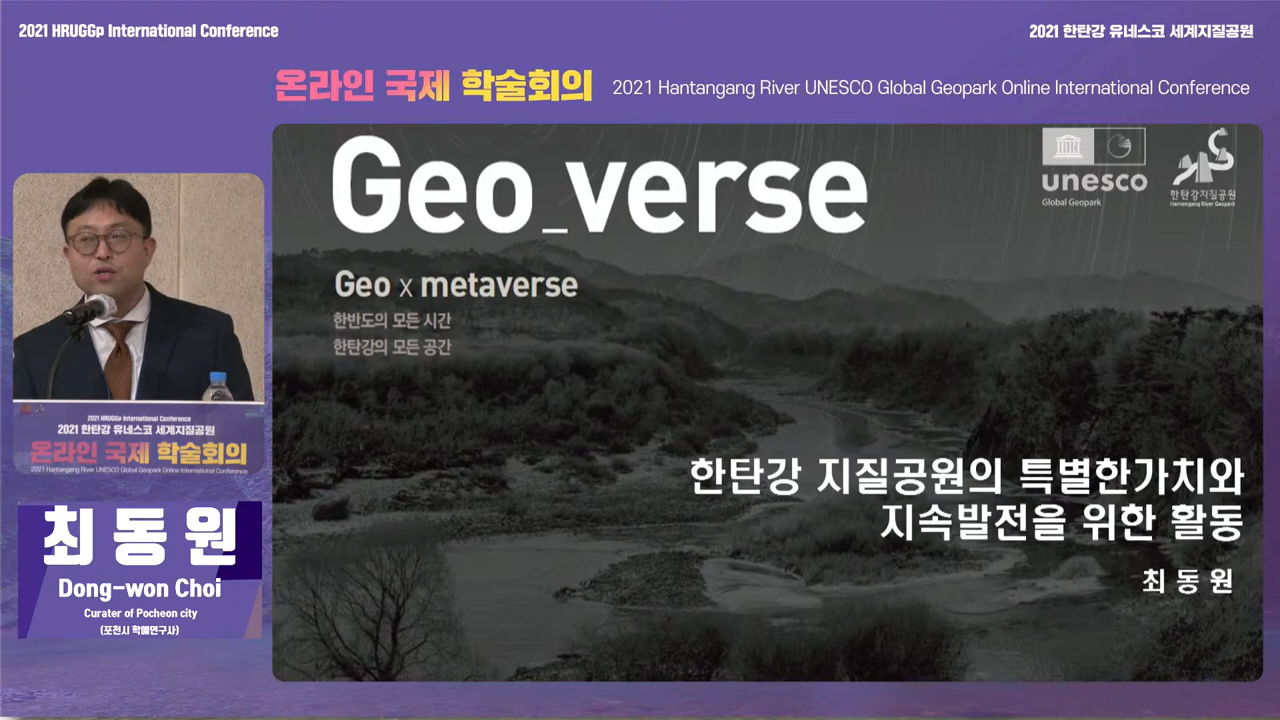 2021 HRUGGp International Conference
2021 한탄강 유네스코 세계지질공원
온라인 국제 학술회의 2021 Hantangang River UNESCO Global Geopark Online International Conference
Geo_verse
unesco
Global Geopark
한탄강지질공원
Hantangang River Geopark
Geo x metaverse
한반도의 모든 시간
한탄강의 모든 공간
2021 HRUGGp International Conference
2021 한탄강 유네스코 세계지질공원
온라인 국제 학술회의
2021 Hantangang River UNESCO Global Geopark Online International Conference
한탄강 지질공원의 특별한가치와
지속발전을 위한 활동
최 동 원
최 동 원
Dong-won Choi
Curater of Pocheon city
(포천시 학예연구사)